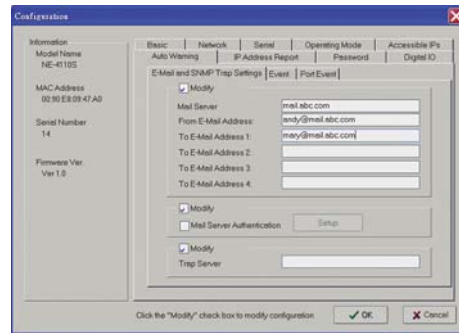 Configuration
Information
Model Name
NE-4110S
MAC Address
00:90:E8:09:47:A0
Serial Number
14
Firmware Ver.
Ver 1.0
Basic Network Serial Operating Mode Accessible IPs
Auto Warning IP Address Report Password Digital IO
E-Mail and SNMP Trap Settings Event Port Event
Modify
Mail Server mail.abc.com
From E-Mail Address: andy@mail.abc.com
To E-Mail Address 1: mary@mail.abc.com
To E-Mail Address 2:
To E-Mail Address 3:
To E-Mail Address 4:
Modify
Mail Server Authentication Setup
Modify
Trap Server
Click the "Modify" check box to modify configuration OK Cancel